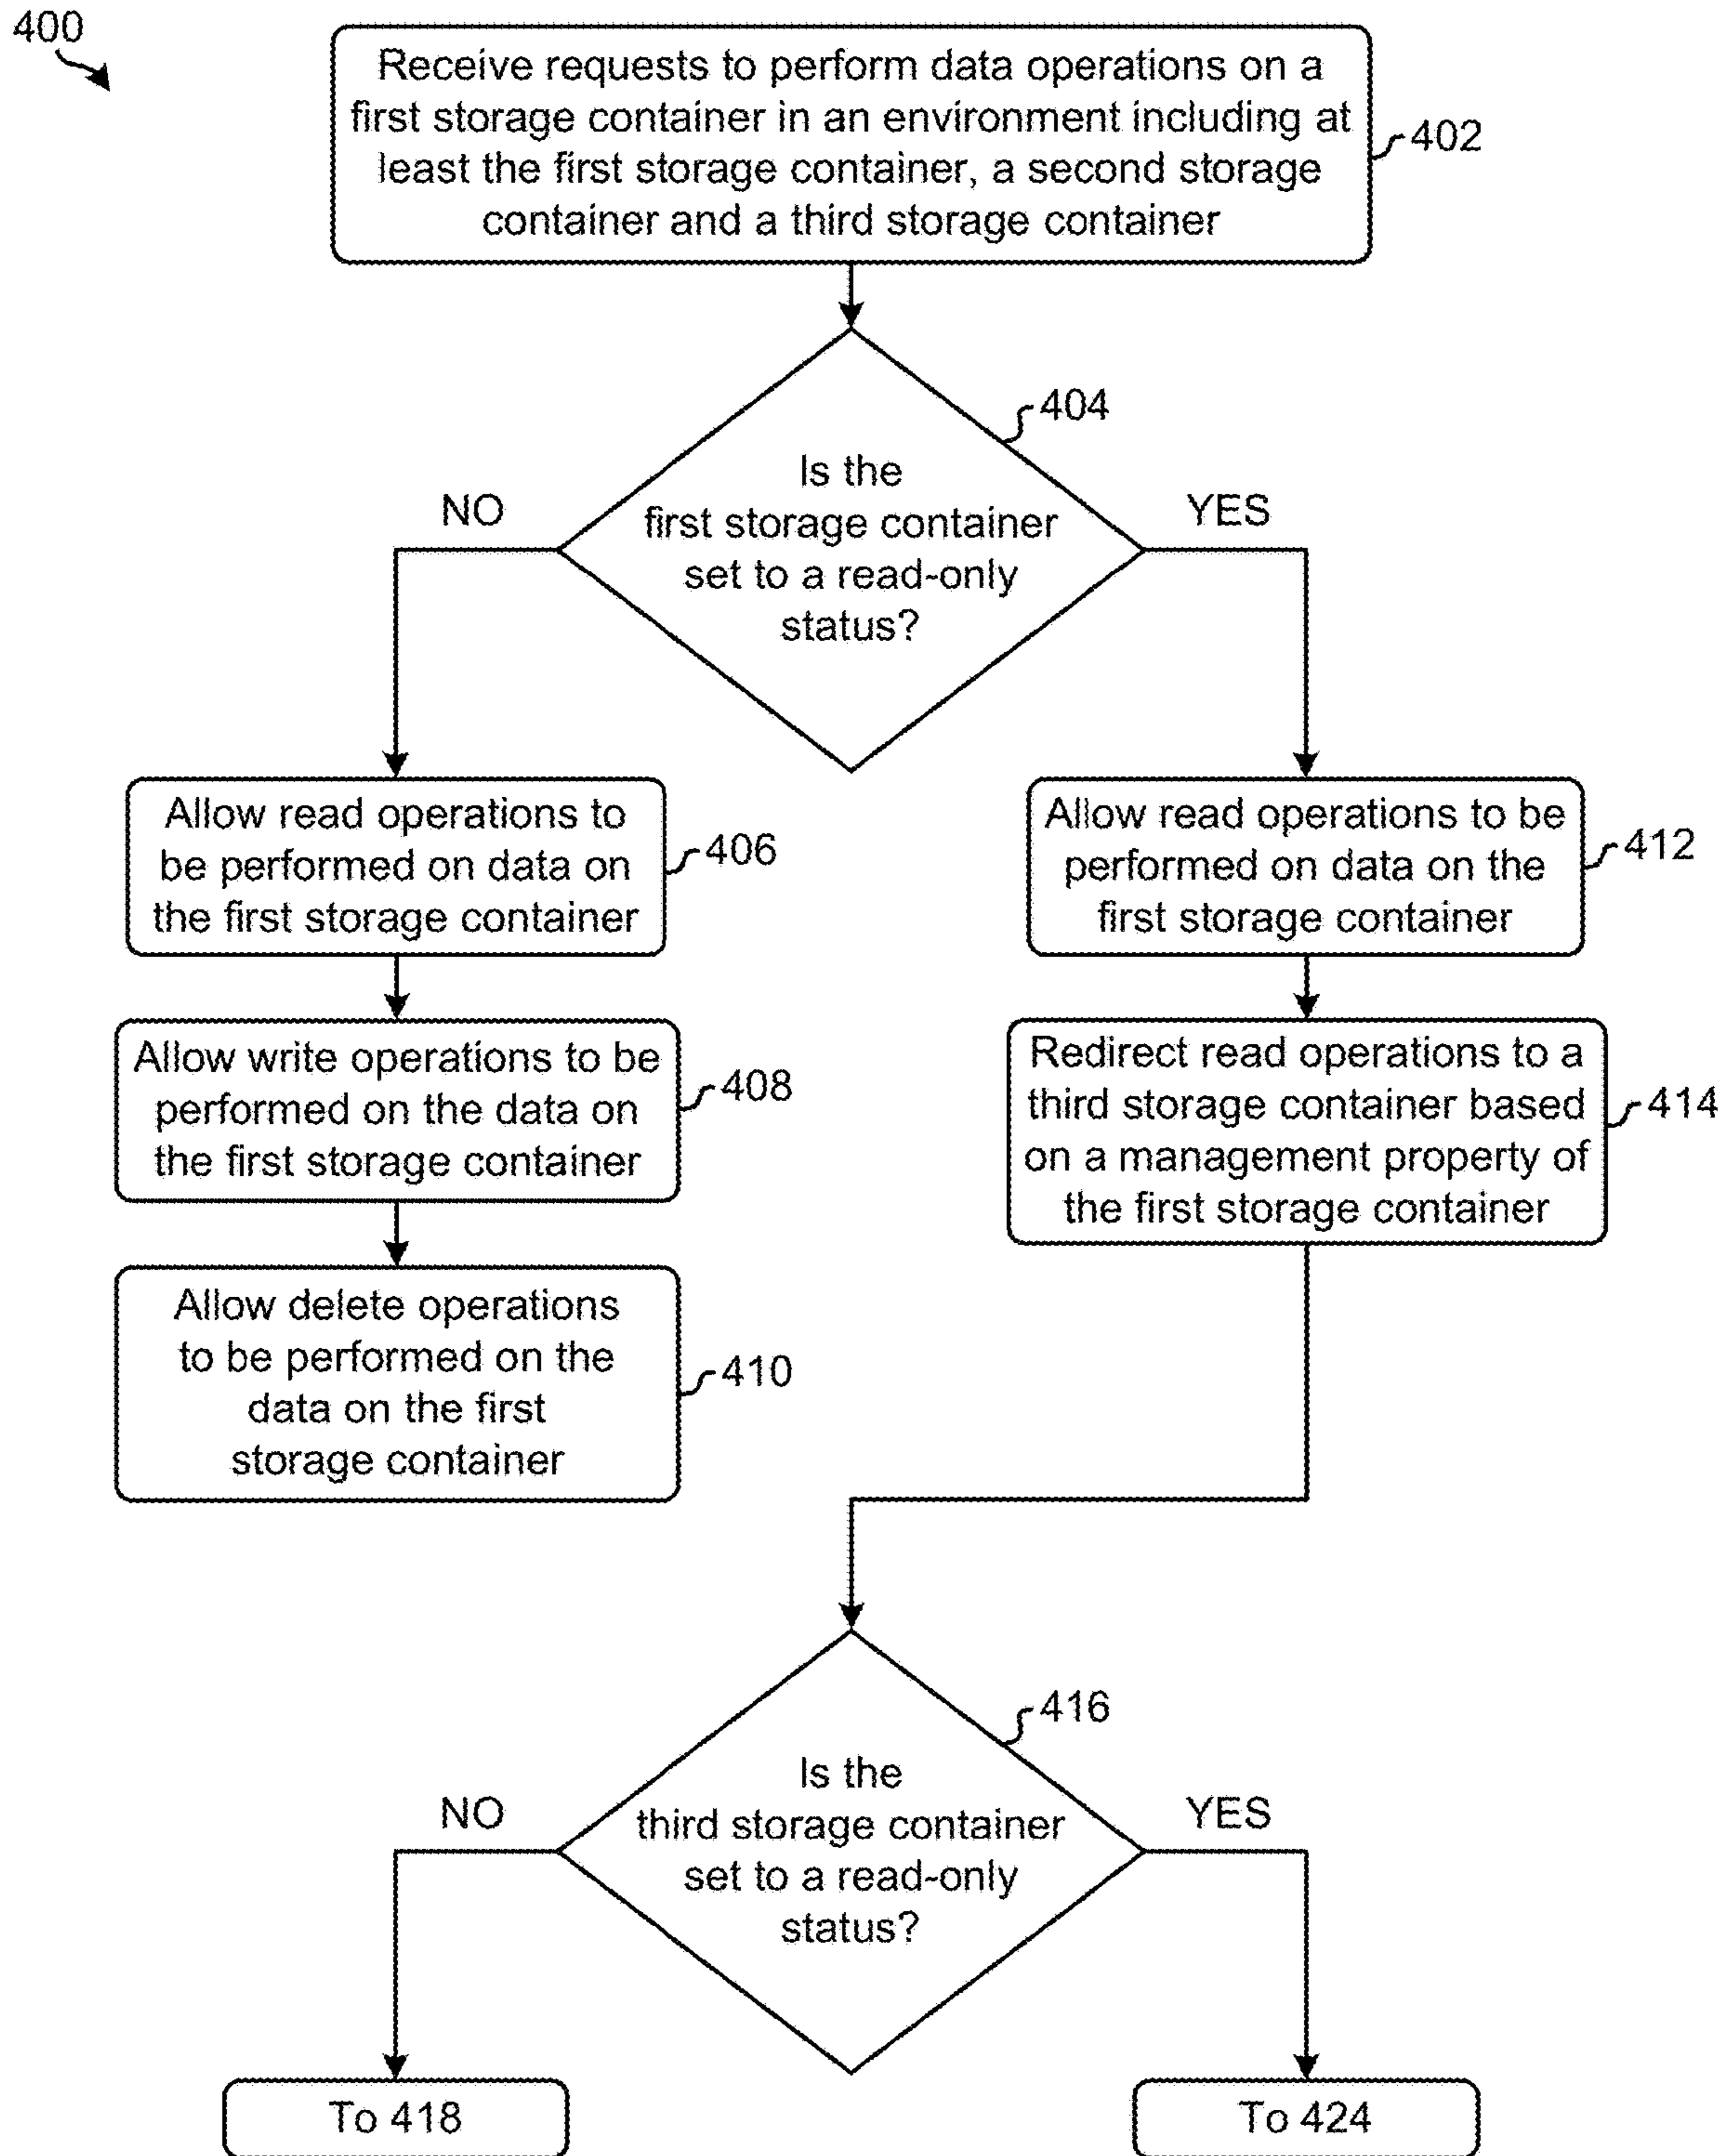 400
Receive requests to perform data operations on a
first storage container in an environment including at
least the first storage container, a second storage
container and a third storage container
402
404
Is the
first storage container
set to a read-only
status?
NO
YES
Allow read operations to
be performed on data on
the first storage container
406
Allow read operations to be
performed on data on the
first storage container
412
Allow write operations to be
performed on the data on
the first storage container
408
Redirect read operations to a
third storage container based
on a management property of
the first storage container
414
Allow delete operations
to be performed on the
data on the first
storage container
410
416
Is the
third storage container
set to a read-only
status?
NO
YES
To 418
To 424